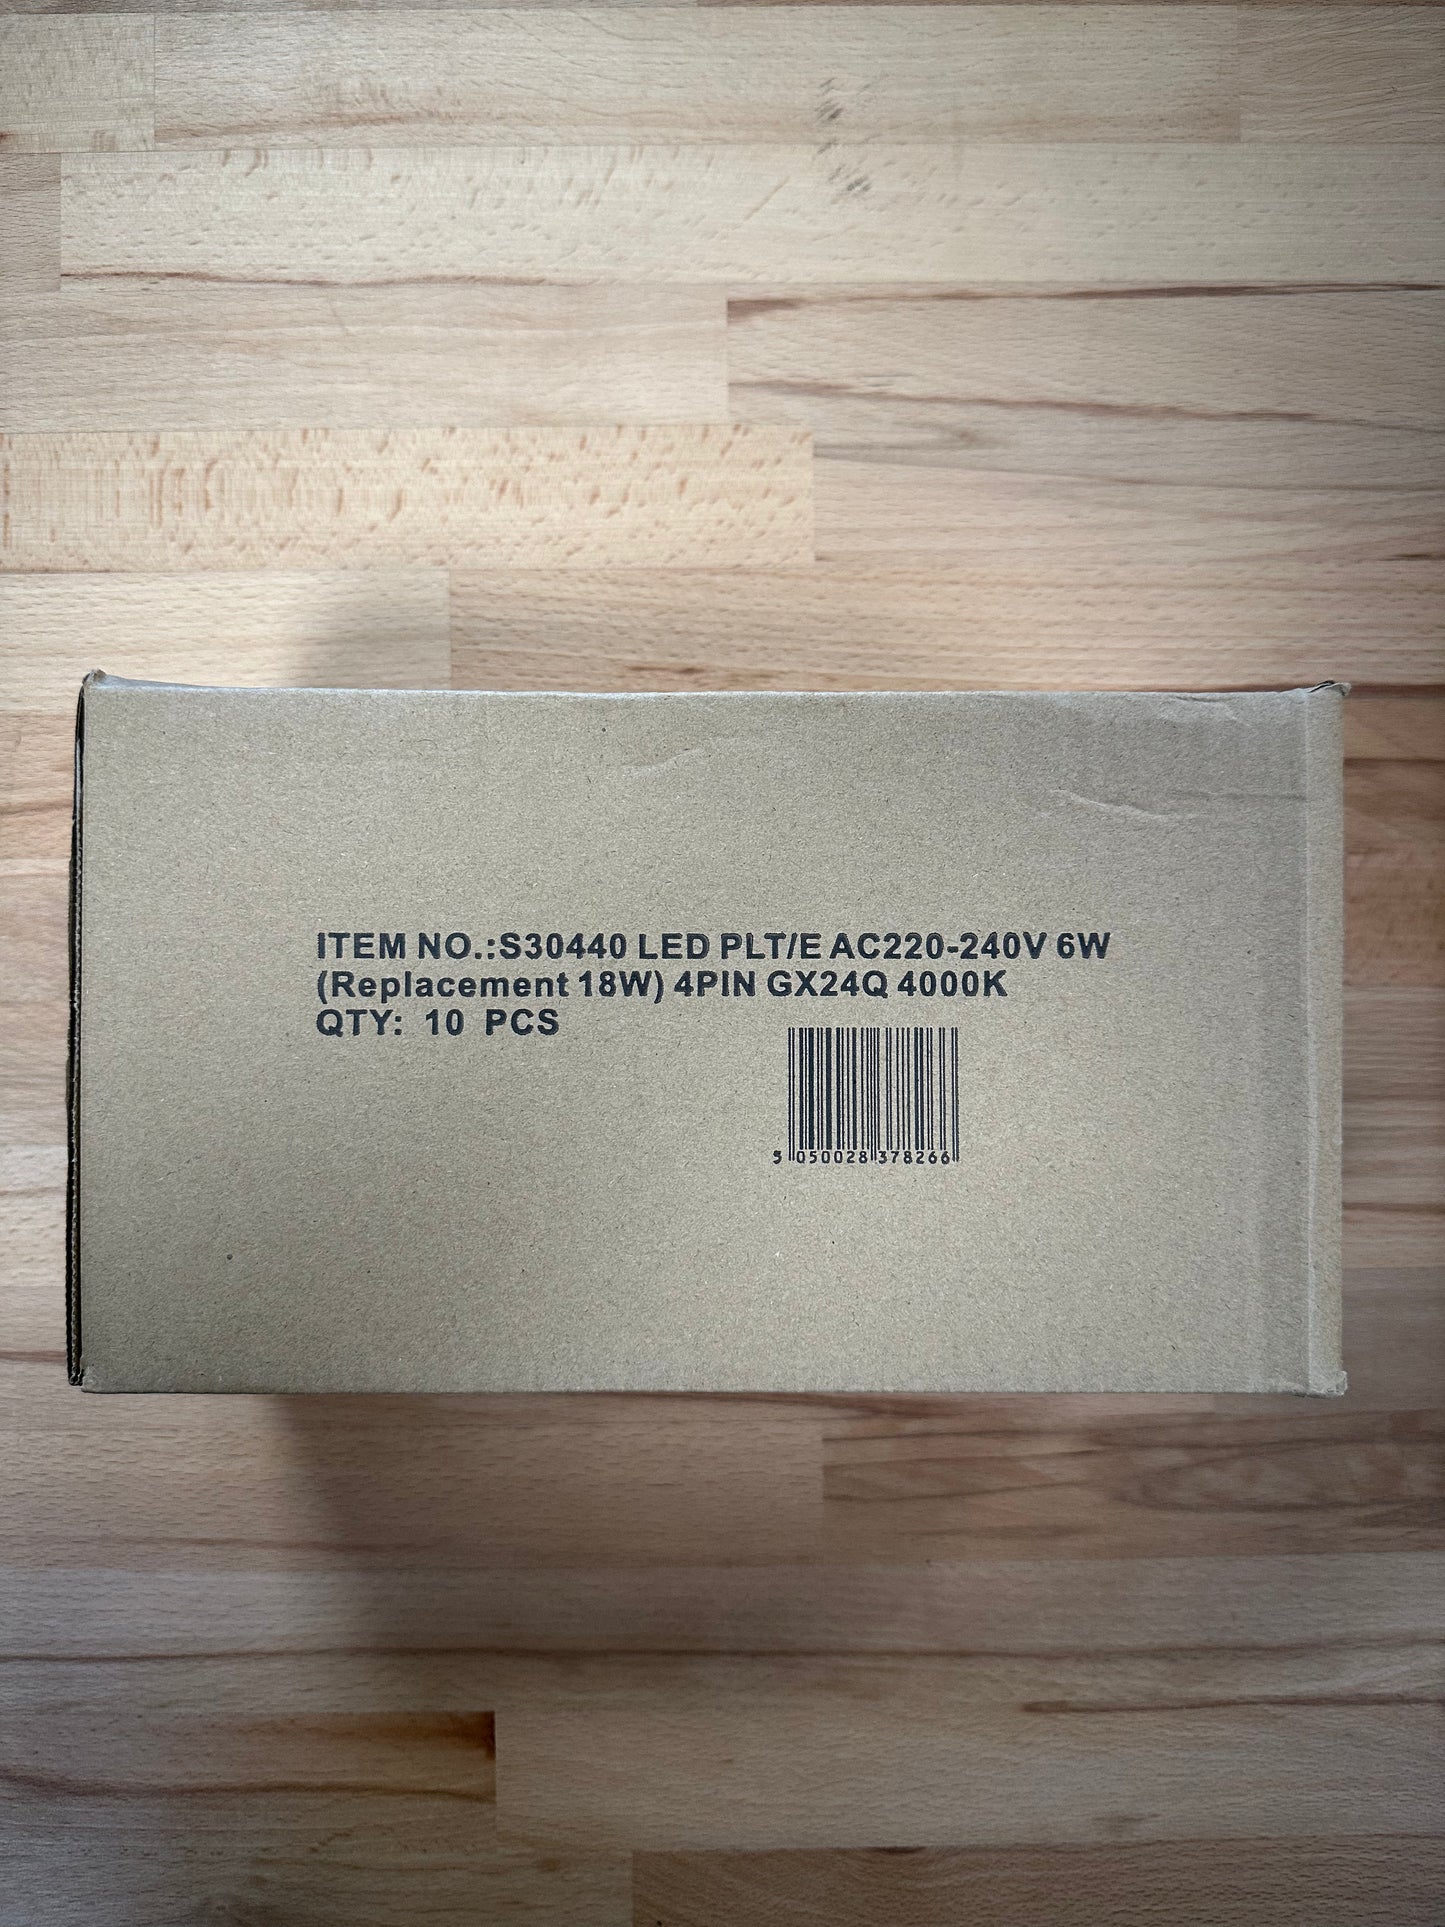 ITEM NO.:S30440 LED PLT/E AC220-240V 6W
(Replacement 18W) 4PIN GX24Q 4000K
QTY: 10 PCS
5 050028 378266